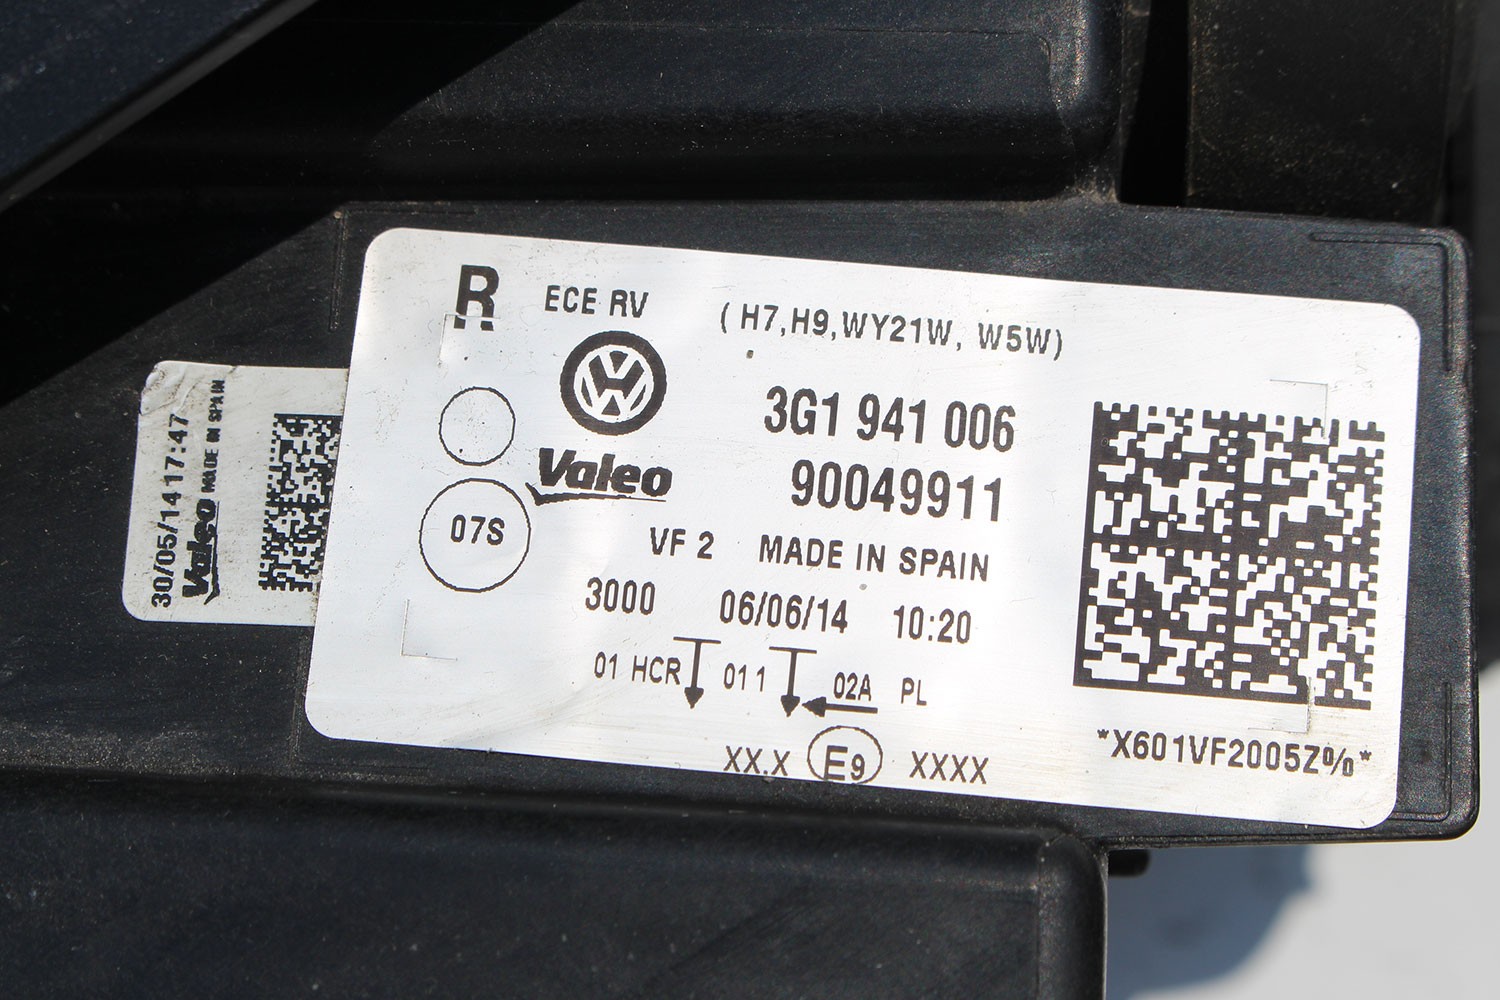 R ECE RV ( H7,H9,WY21W, W5W)
3G1 941 006
Valeo 90049911
07S VF 2 MADE IN SPAIN
3000 06/06/14 10:20
01 HCR 01 1 02A PL
XX.X E9 XXXX
*X601VF2005Z%*
30/05/14 17:47
Valeo MADE IN SPAIN